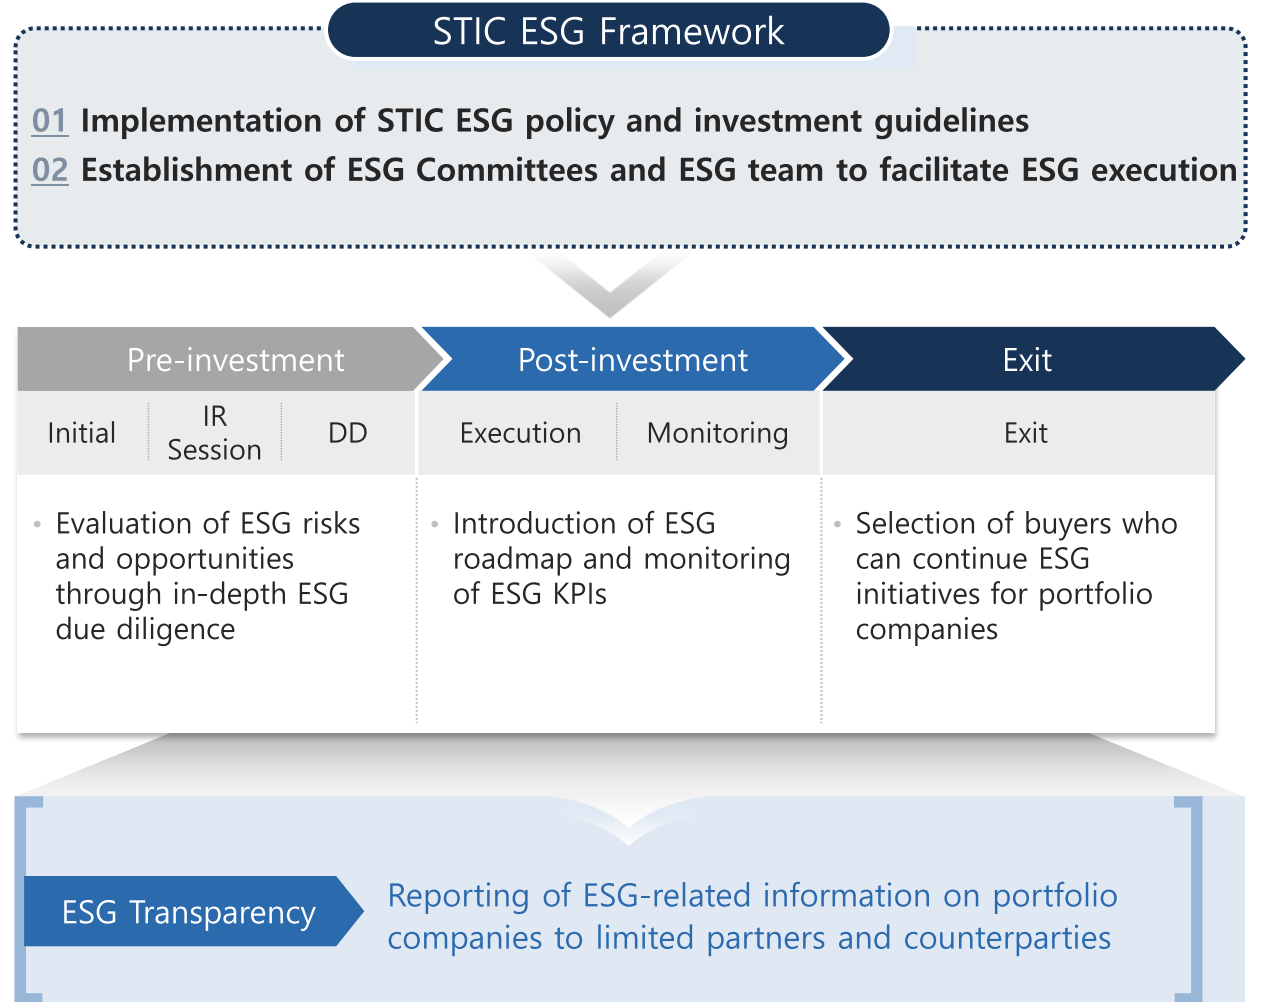 STIC ESG Framework
01 Implementation of STIC ESG policy and investment guidelines
02 Establishment of ESG Committees and ESG team to facilitate ESG execution
Pre-investment
Post-investment
Exit
Initial
IR
Session
DD
Execution
Monitoring
Exit
• Evaluation of ESG risks
and opportunities
through in-depth ESG
due diligence
• Introduction of ESG
roadmap and monitoring
of ESG KPIs
• Selection of buyers who
can continue ESG
initiatives for portfolio
companies
ESG Transparency
Reporting of ESG-related information on portfolio
companies to limited partners and counterparties